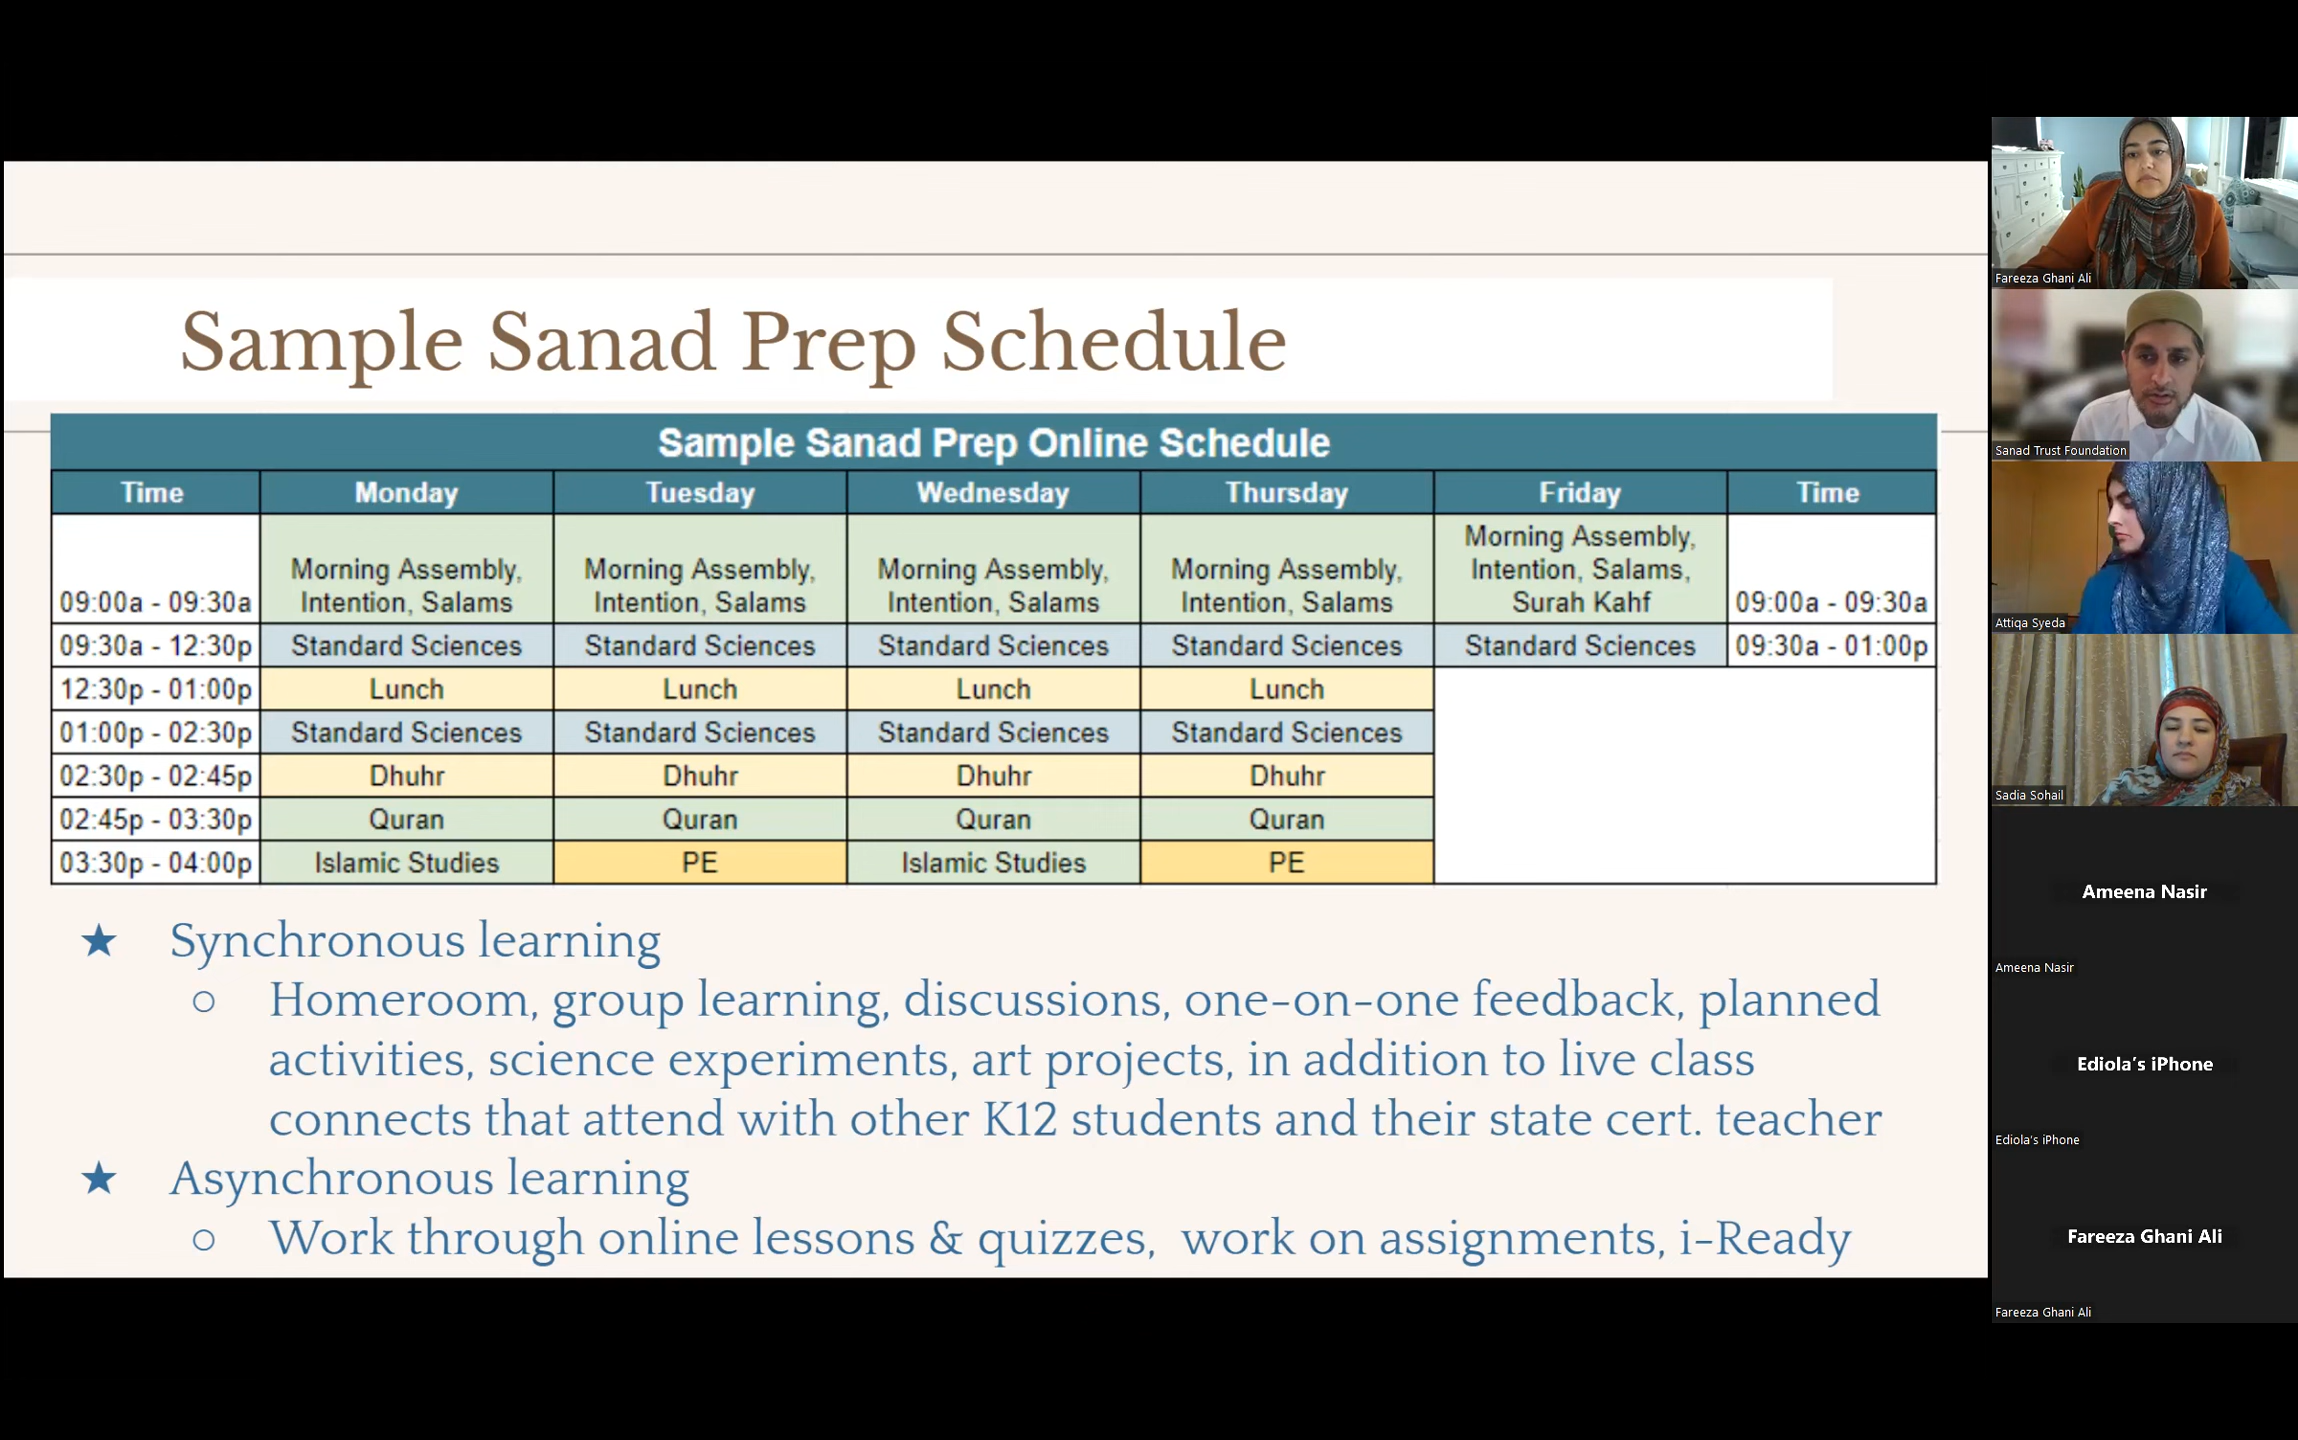 Sample Sanad Prep Schedule
Sample Sanad Prep Online Schedule
Time Monday Tuesday Wednesday Thursday Friday Time
09:00a - 09:30a Morning Assembly, Intention, Salams Morning Assembly, Intention, Salams Morning Assembly, Intention, Salams Morning Assembly, Intention, Salams Morning Assembly, Intention, Salams, Surah Kahf 09:00a - 09:30a
09:30a - 12:30p Standard Sciences Standard Sciences Standard Sciences Standard Sciences Standard Sciences 09:30a - 01:00p
12:30p - 01:00p Lunch Lunch Lunch Lunch
01:00p - 02:30p Standard Sciences Standard Sciences Standard Sciences Standard Sciences
02:30p - 02:45p Dhuhr Dhuhr Dhuhr Dhuhr
02:45p - 03:30p Quran Quran Quran Quran
03:30p - 04:00p Islamic Studies PE Islamic Studies PE
★ Synchronous learning
○ Homeroom, group learning, discussions, one-on-one feedback, planned
activities, science experiments, art projects, in addition to live class
connects that attend with other K12 students and their state cert. teacher
★ Asynchronous learning
○ Work through online lessons & quizzes, work on assignments, i-Ready
Fareeza Ghani Ali
Sanad Trust Foundation
Attiqa Syeda
Sadia Sohail
Ameena Nasir
Ameena Nasir
Ediola's iPhone
Ediola's iPhone
Fareeza Ghani Ali
Fareeza Ghani Ali